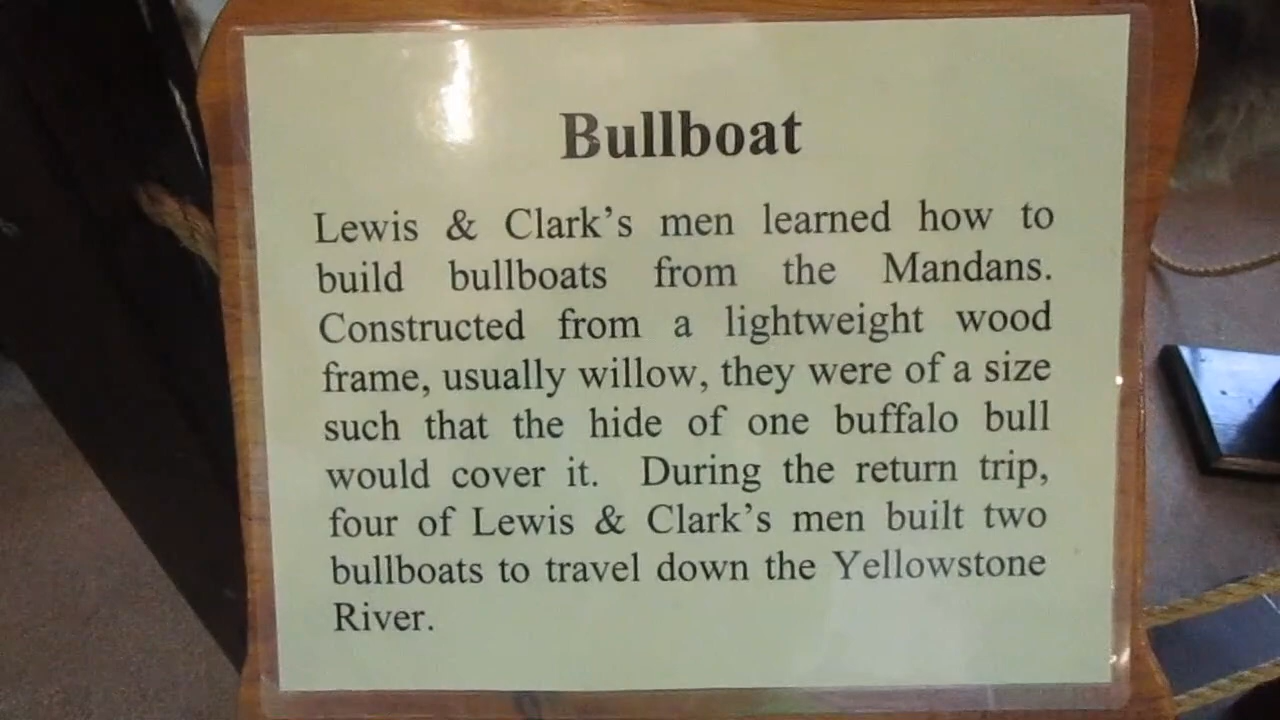 Bullboat
Lewis & Clark's men learned how to
build bullboats from the Mandans.
Constructed from a lightweight wood
frame, usually willow, they were of a size
such that the hide of one buffalo bull
would cover it. During the return trip,
four of Lewis & Clark's men built two
bullboats to travel down the Yellowstone
River.